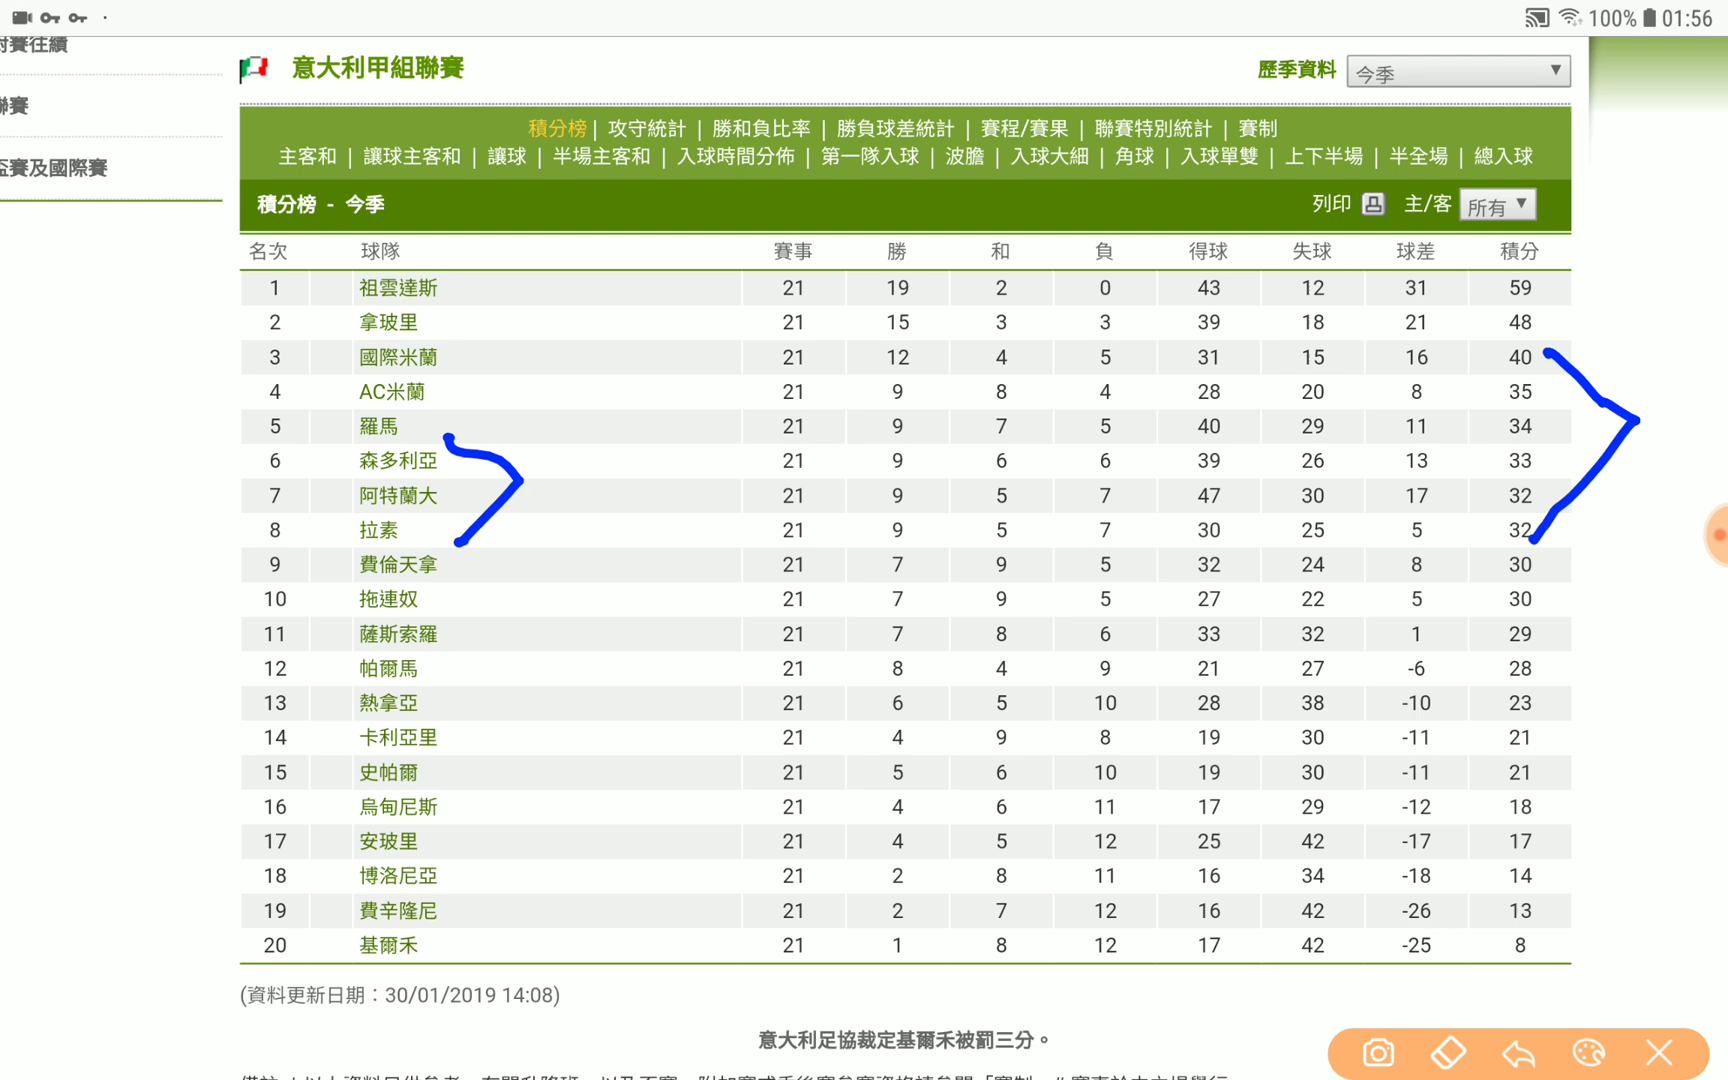 100% 01:56
對賽往績
意大利甲組聯賽
歷季資料 今季
聯賽
盃賽及國際賽
積分榜 | 攻守統計 | 勝和負比率 | 勝負球差統計 | 賽程/賽果 | 聯賽特別統計 | 賽制
主客和 | 讓球主客和 | 讓球 | 半場主客和 | 入球時間分佈 | 第一隊入球 | 波膽 | 入球大細 | 角球 | 入球單雙 | 上下半場 | 半全場 | 總入球
積分榜 - 今季 列印 主/客 所有
名次 球隊 賽事 勝 和 負 得球 失球 球差 積分
1 祖雲達斯 21 19 2 0 43 12 31 59
2 拿玻里 21 15 3 3 39 18 21 48
3 國際米蘭 21 12 4 5 31 15 16 40
4 AC米蘭 21 9 8 4 28 20 8 35
5 羅馬 21 9 7 5 40 29 11 34
6 森多利亞 21 9 6 6 39 26 13 33
7 阿特蘭大 21 9 5 7 47 30 17 32
8 拉素 21 9 5 7 30 25 5 32
9 費倫天拿 21 7 9 5 32 24 8 30
10 拖連奴 21 7 9 5 27 22 5 30
11 薩斯索羅 21 7 8 6 33 32 1 29
12 帕爾馬 21 8 4 9 21 27 -6 28
13 熱拿亞 21 6 5 10 28 38 -10 23
14 卡利亞里 21 4 9 8 19 30 -11 21
15 史帕爾 21 5 6 10 19 30 -11 21
16 烏甸尼斯 21 4 6 11 17 29 -12 18
17 安玻里 21 4 5 12 25 42 -17 17
18 博洛尼亞 21 2 8 11 16 34 -18 14
19 費辛隆尼 21 2 7 12 16 42 -26 13
20 基爾禾 21 1 8 12 17 42 -25 8
(資料更新日期：30/01/2019 14:08)
意大利足協裁定基爾禾被罰三分。